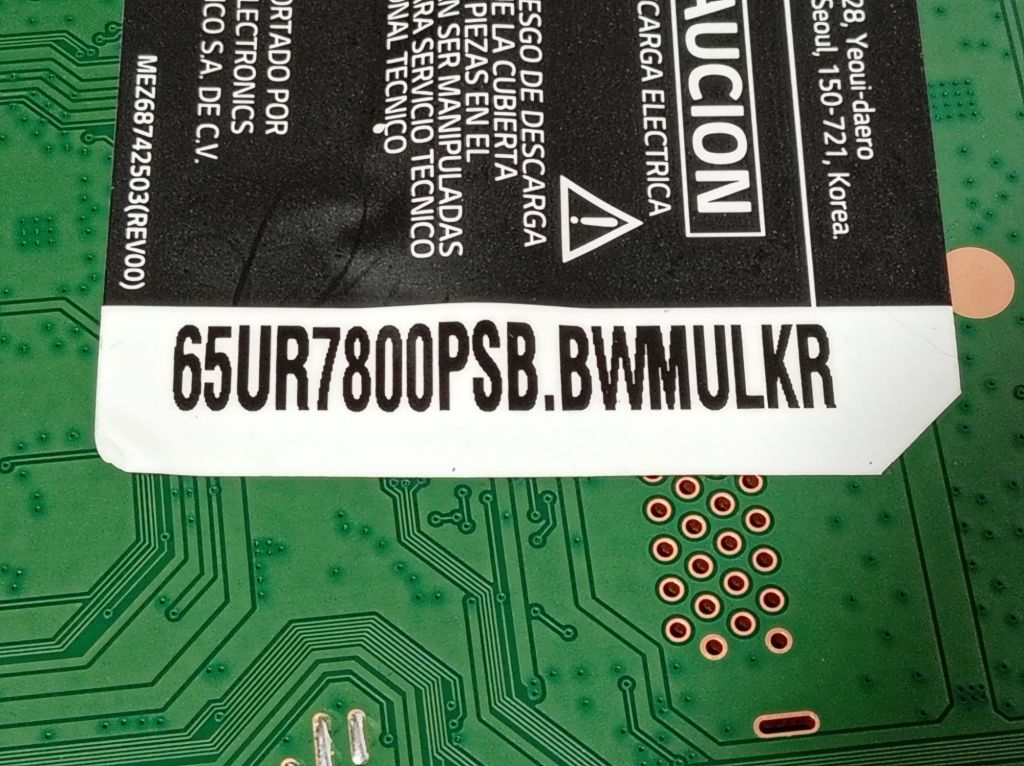 28, Yeoui-daero
Seoul, 150-721, Korea.
AUCION
CARGA ELECTRICA
ESGO DE DESCARGA
E LA CUBIERTA
PIEZAS EN EL
N SER MANIPULADAS
RA SERVICIO TECNICO
ONAL TECNICO
ORTADO POR
ELECTRONICS
ICO S.A. DE C.V.
MEZ68742503(REV00)
65UR7800PSB.BWMULKR